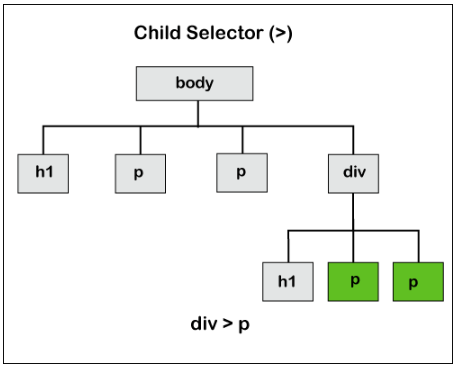 Child Selector (>)
body
h1 p p div
h1 p p
div > p